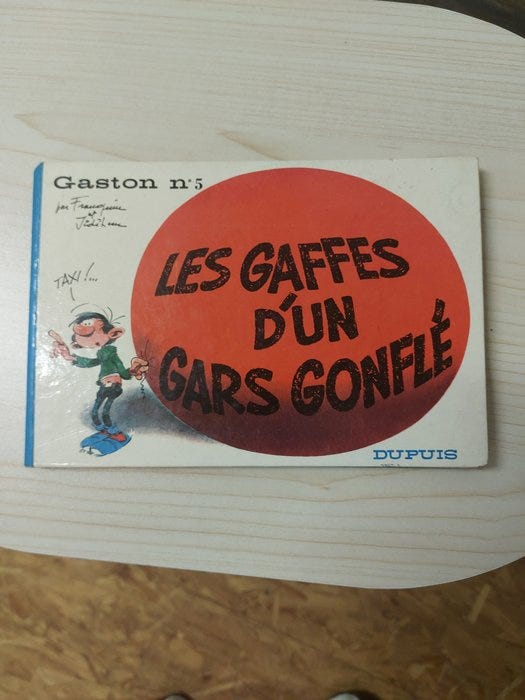 Gaston n°5
par Franquin
et
Jidéhem
TAXI !...
LES GAFFES
D'UN
GARS GONFLÉ
DUPUIS